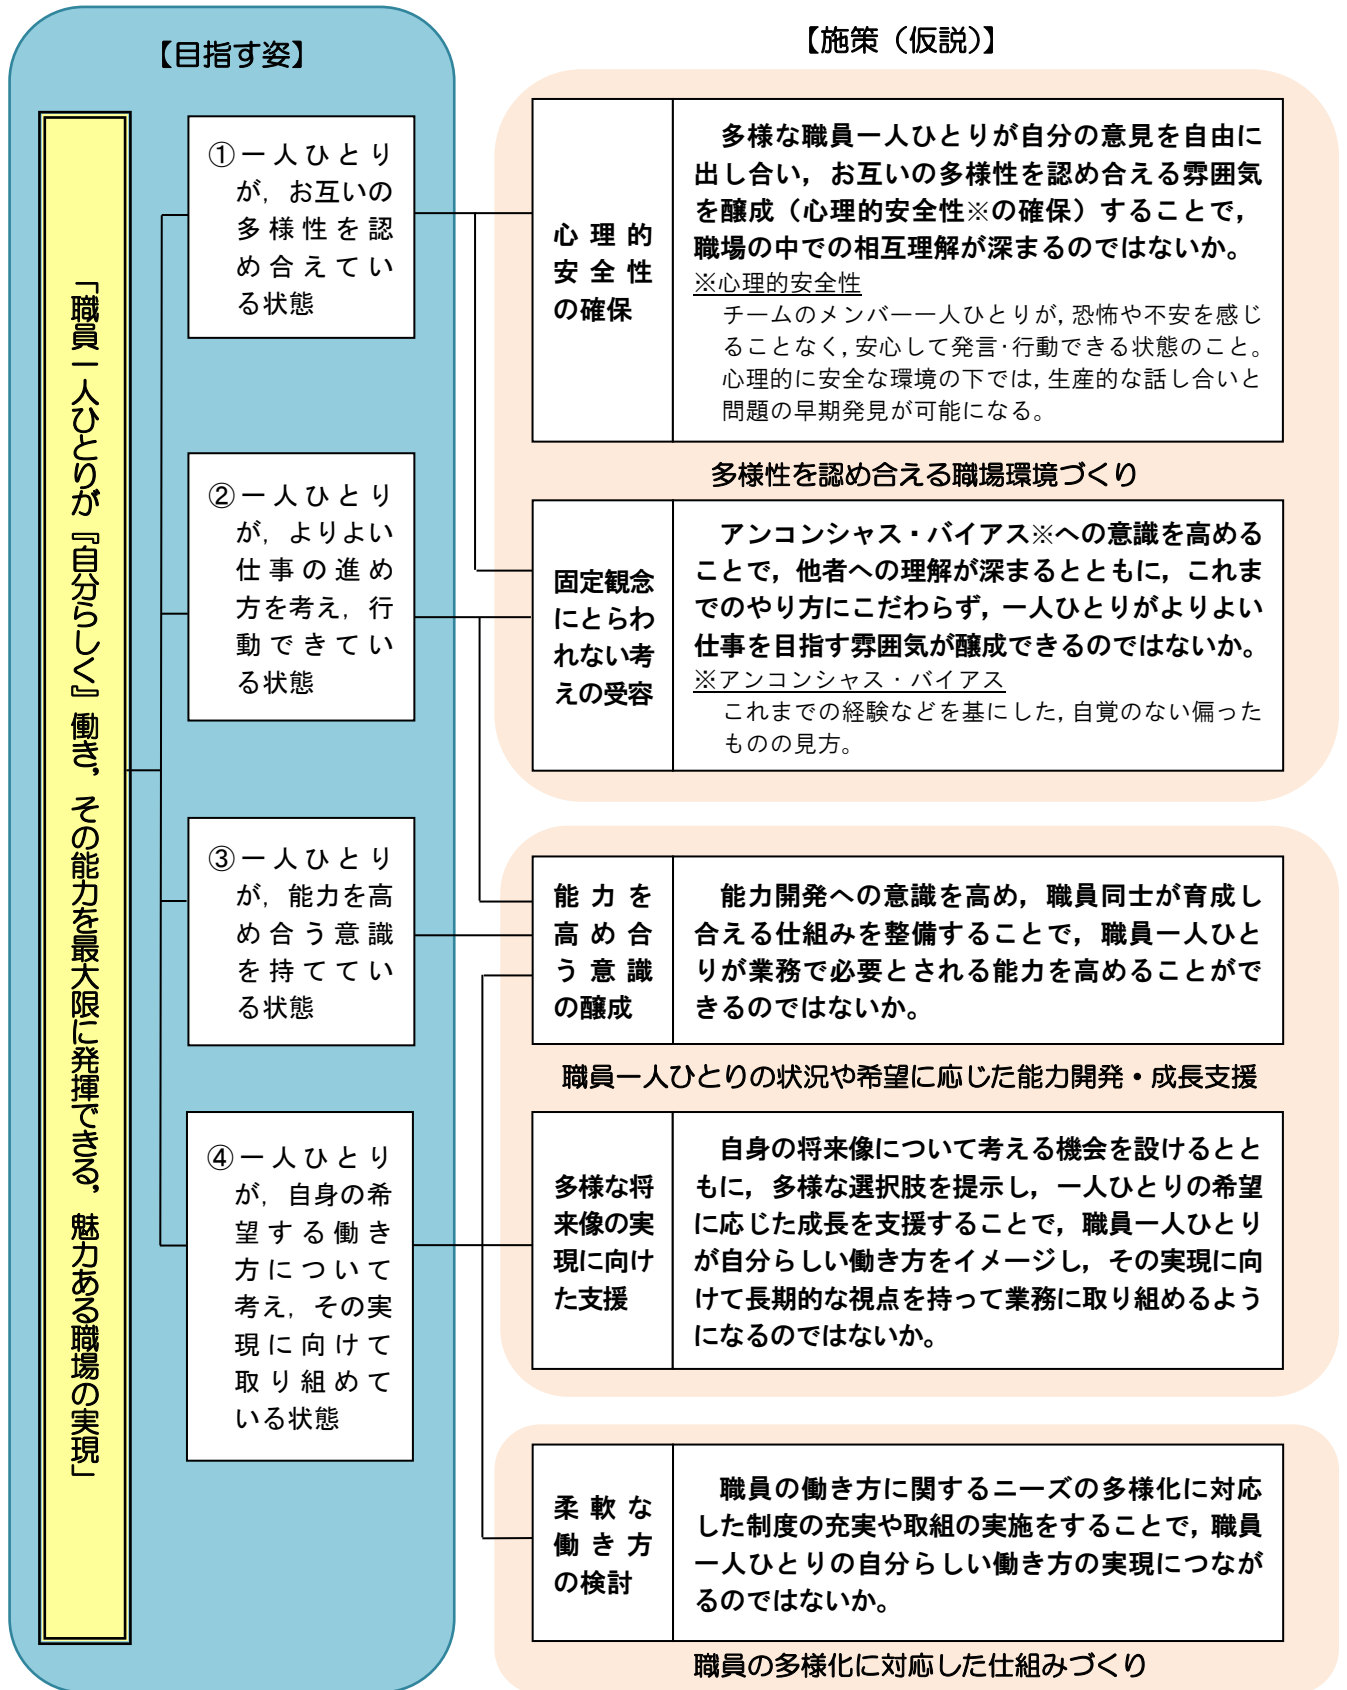 【目指す姿】
「職員一人ひとりが『自分らしく』働き，その能力を最大限に発揮できる，魅力ある職場の実現」
①一人ひとり
が，お互いの
多様性を認
め合えてい
る状態
②一人ひとり
が，よりよい
仕事の進め
方を考え，行
動できてい
る状態
③一人ひとり
が，能力を高
め合う意識
を持ててい
る状態
④一人ひとり
が，自身の希
望する働き
方について
考え，その実
現に向けて
取り組めて
いる状態
【施策（仮説）】
心理的
安全性
の確保
多様な職員一人ひとりが自分の意見を自由に
出し合い，お互いの多様性を認め合える雰囲気
を醸成（心理的安全性※の確保）することで，
職場の中での相互理解が深まるのではないか。
※心理的安全性
チームのメンバー一人ひとりが，恐怖や不安を感じ
ることなく，安心して発言・行動できる状態のこと。
心理的に安全な環境の下では，生産的な話し合いと
問題の早期発見が可能になる。
多様性を認め合える職場環境づくり
固定観念
にとらわ
れない考
えの受容
アンコンシャス・バイアス※への意識を高める
ことで，他者への理解が深まるとともに，これま
でのやり方にこだわらず，一人ひとりがよりよい
仕事を目指す雰囲気が醸成できるのではないか。
※アンコンシャス・バイアス
これまでの経験などを基にした，自覚のない偏った
ものの見方。
能力を
高め合
う意識
の醸成
能力開発への意識を高め，職員同士が育成し
合える仕組みを整備することで，職員一人ひと
りが業務で必要とされる能力を高めることがで
きるのではないか。
職員一人ひとりの状況や希望に応じた能力開発・成長支援
多様な将
来像の実
現に向け
た支援
自身の将来像について考える機会を設けるとと
もに，多様な選択肢を提示し，一人ひとりの希望
に応じた成長を支援することで，職員一人ひとり
が自分らしい働き方をイメージし，その実現に向
けて長期的な視点を持って業務に取り組めるよう
になるのではないか。
柔軟な
働き方
の検討
職員の働き方に関するニーズの多様化に対応
した制度の充実や取組の実施をすることで，職員
一人ひとりの自分らしい働き方の実現につなが
るのではないか。
職員の多様化に対応した仕組みづくり